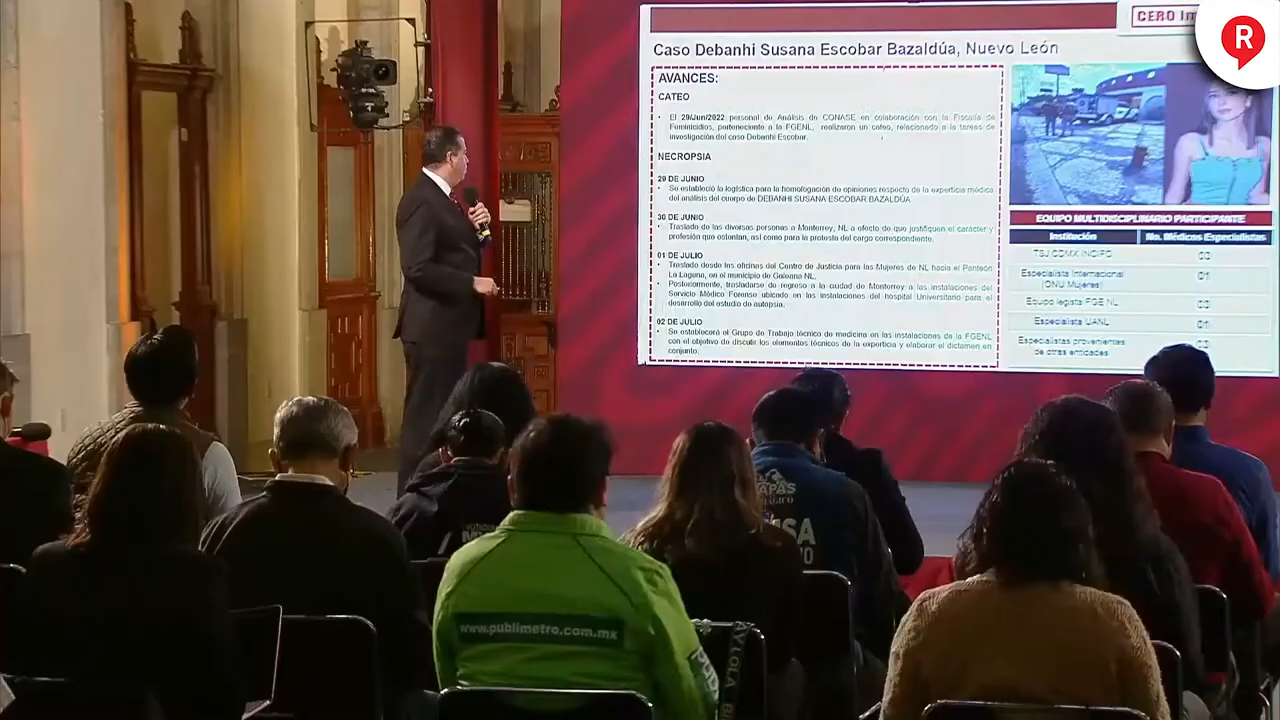 CERO Im
R
Caso Debanhi Susana Escobar Bazaldúa, Nuevo León
AVANCES:
CATEO
• El 29/Jun/2022 personal de Análisis de CONASE en colaboración con la Fiscalía de
Feminicidios, perteneciente a la FGENL, realizaron un cateo, relacionado a la tareas de
investigación del caso Debanhi Escobar.
NECROPSIA
29 DE JUNIO
• Se estableció la logística para la homologación de opiniones respecto de la experticia médica
del análisis del cuerpo de DEBANHI SUSANA ESCOBAR BAZALDÚA
30 DE JUNIO
• Traslado de las diversas personas a Monterrey, NL a efecto de que justifiquen el carácter y
profesión que ostentan, así como para la protesta del cargo correspondiente.
01 DE JULIO
• Traslado desde las oficinas del Centro de Justicia para las Mujeres de NL hacia el Panteón
La Laguna, en el municipio de Galeana NL.
• Posteriormente, trasladarse de regreso a la ciudad de Monterrey a las instalaciones del
Servicio Médico Forense ubicado en las instalaciones del hospital Universitario para el
desarrollo del estudio de autopsia.
02 DE JULIO
• Se establecerá el Grupo de Trabajo técnico de medicina en las instalaciones de la FGENL
con el objetivo de discutir los elementos técnicos de la experticia y elaborar el dictamen en
conjunto.
EQUIPO MULTIDISCIPLINARIO PARTICIPANTE
Institución No. Médicos Especialistas
TSJ CDMX INCIFO 03
Especialista Internacional 01
(ONU Mujeres)
Equipo legista FGE NL 03
Especialista UANL 01
Especialistas provenientes 03
de otras entidades
www.publimetro.com.mx